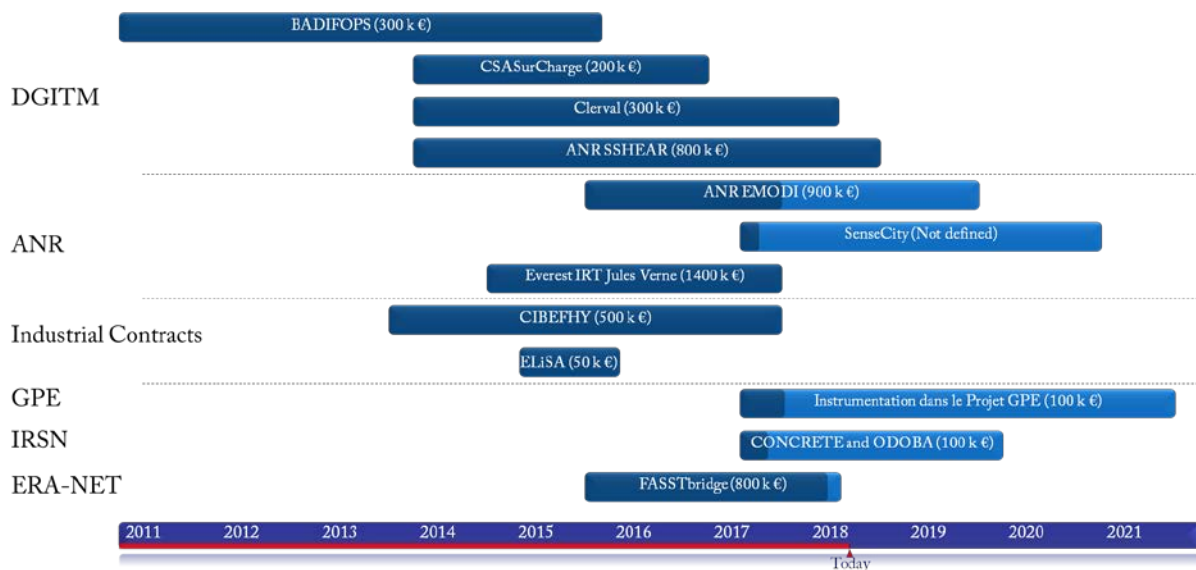 BADIFOPS (300 k €)
CSASurCharge (200 k €)
DGITM
Clerval (300 k €)
ANR SSHEAR (800 k €)
ANR EMODI (900 k €)
SenseCity (Not defined)
ANR
Everest IRT Jules Verne (1400 k €)
CIBEFHY (500 k €)
Industrial Contracts
ELiSA (50 k €)
GPE
Instrumentation dans le Projet GPE (100 k €)
IRSN
CONCRETE and ODOBA (100 k €)
ERA-NET
FASSTbridge (800 k €)
2011 2012 2013 2014 2015 2016 2017 2018 2019 2020 2021
Today